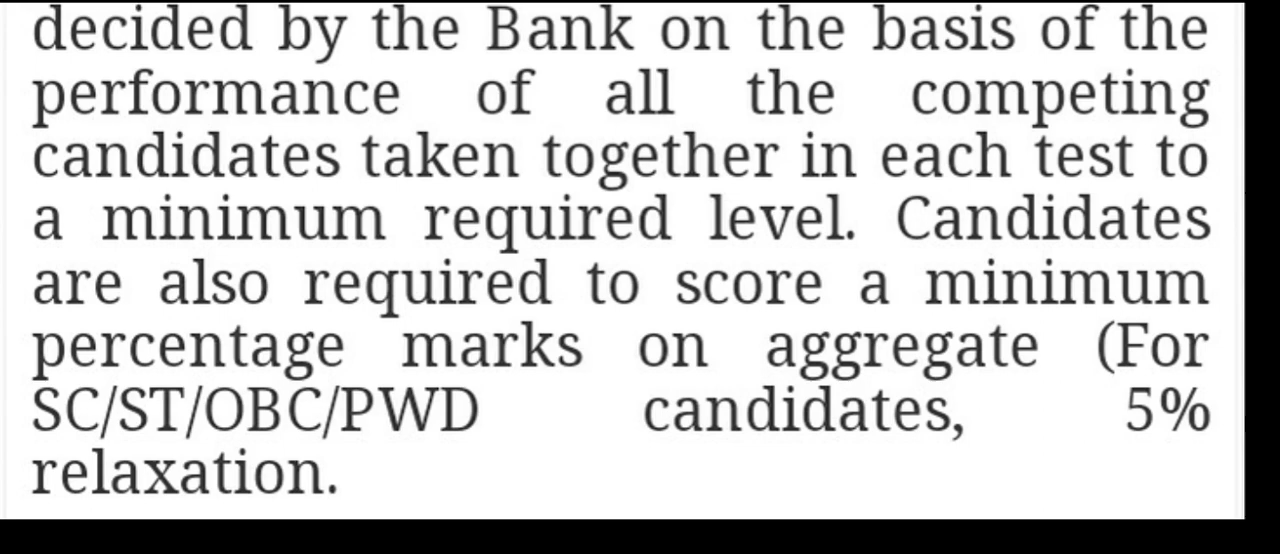 decided by the Bank on the basis of the
performance of all the competing
candidates taken together in each test to
a minimum required level. Candidates
are also required to score a minimum
percentage marks on aggregate (For
SC/ST/OBC/PWD candidates, 5%
relaxation.